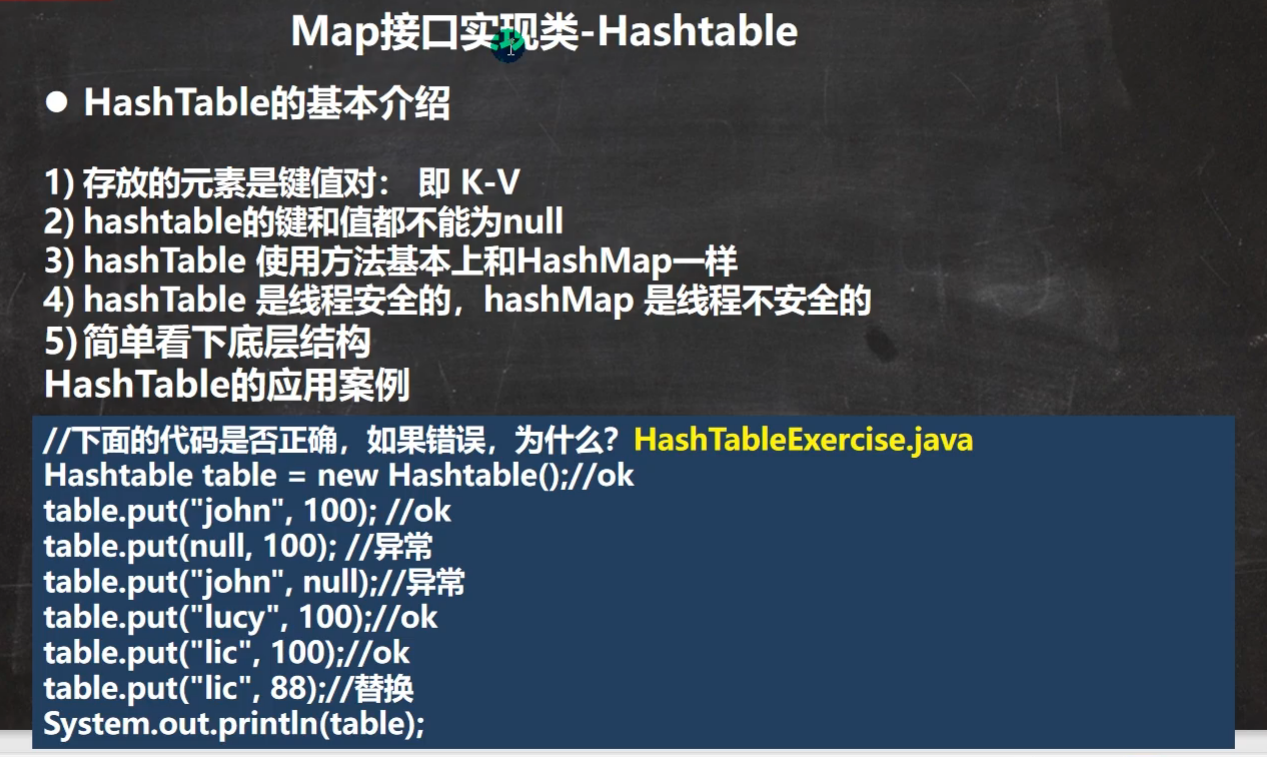 Map接口实现类-Hashtable
● HashTable的基本介绍
1) 存放的元素是键值对： 即 K-V
2) hashtable的键和值都不能为null
3) hashTable 使用方法基本上和HashMap一样
4) hashTable 是线程安全的，hashMap 是线程不安全的
5) 简单看下底层结构
HashTable的应用案例
//下面的代码是否正确，如果错误，为什么？HashTableExercise.java
Hashtable table = new Hashtable();//ok
table.put("john", 100); //ok
table.put(null, 100); //异常
table.put("john", null);//异常
table.put("lucy", 100);//ok
table.put("lic", 100);//ok
table.put("lic", 88);//替换
System.out.println(table);